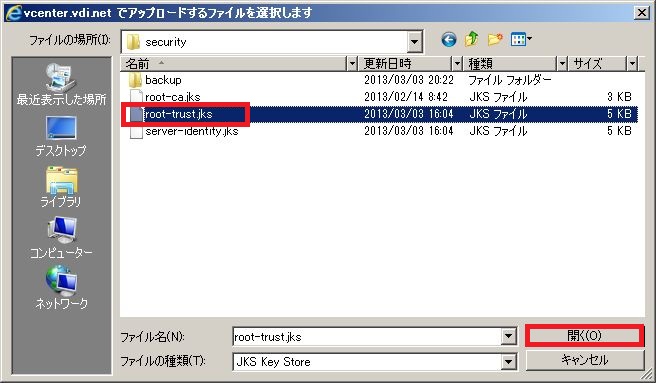 vcenter.vdi.net でアップロードするファイルを選択します
ファイルの場所(I): security
名前 更新日時 種類 サイズ
backup 2013/03/03 20:22 ファイル フォルダー
root-ca.jks 2013/02/14 8:42 JKS ファイル 3 KB
root-trust.jks 2013/03/03 16:04 JKS ファイル 5 KB
server-identity.jks 2013/03/03 16:04 JKS ファイル 5 KB
最近表示した場所
デスクトップ
ライブラリ
コンピューター
ネットワーク
ファイル名(N): root-trust.jks 開く(O)
ファイルの種類(T): JKS Key Store キャンセル